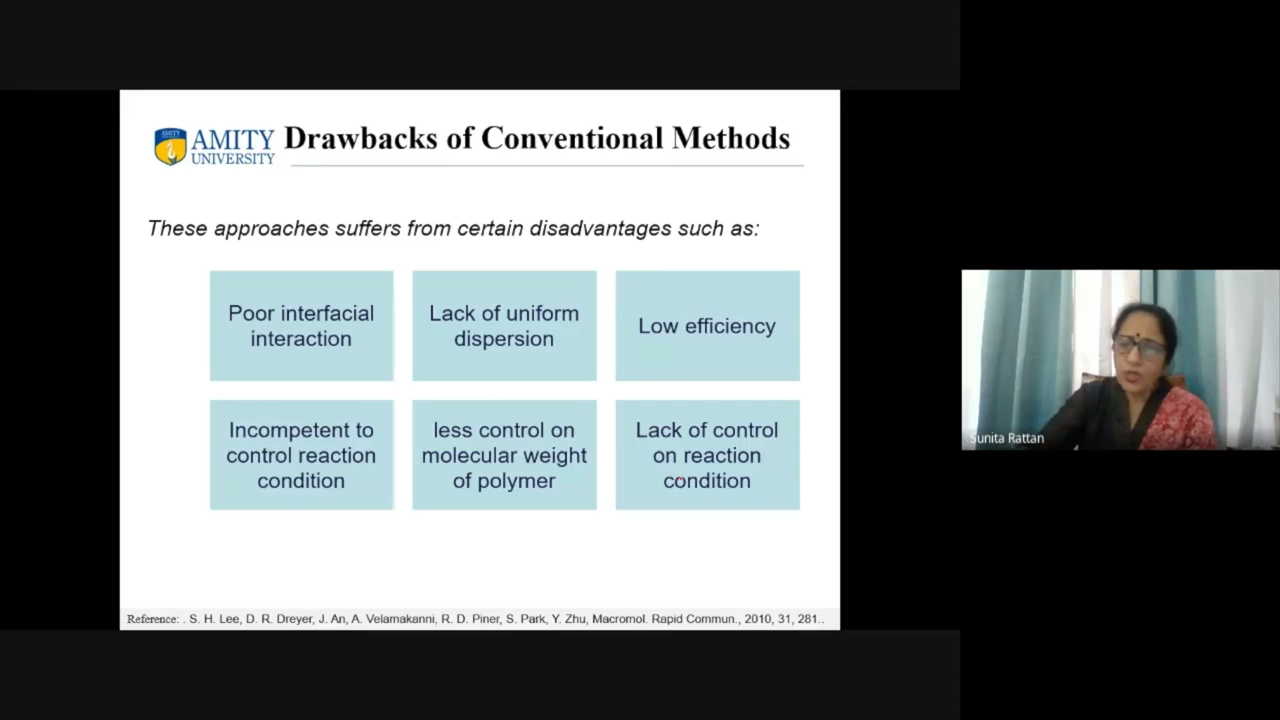 AMITY
AMITY
UNIVERSITY
Drawbacks of Conventional Methods
These approaches suffers from certain disadvantages such as:
Poor interfacial
interaction
Lack of uniform
dispersion
Low efficiency
Incompetent to
control reaction
condition
less control on
molecular weight
of polymer
Lack of control
on reaction
condition
Reference: . S. H. Lee, D. R. Dreyer, J. An, A. Velamakanni, R. D. Piner, S. Park, Y. Zhu, Macromol. Rapid Commun., 2010, 31, 281..
Sunita Rattan